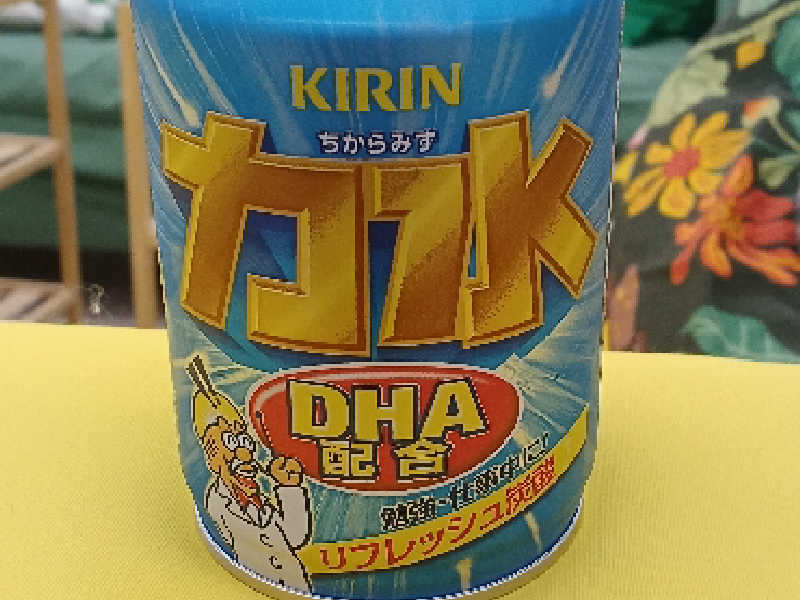 KIRIN
ちからみず
力水
DHA
配合
勉強・仕事中に!
リフレッシュ炭酸